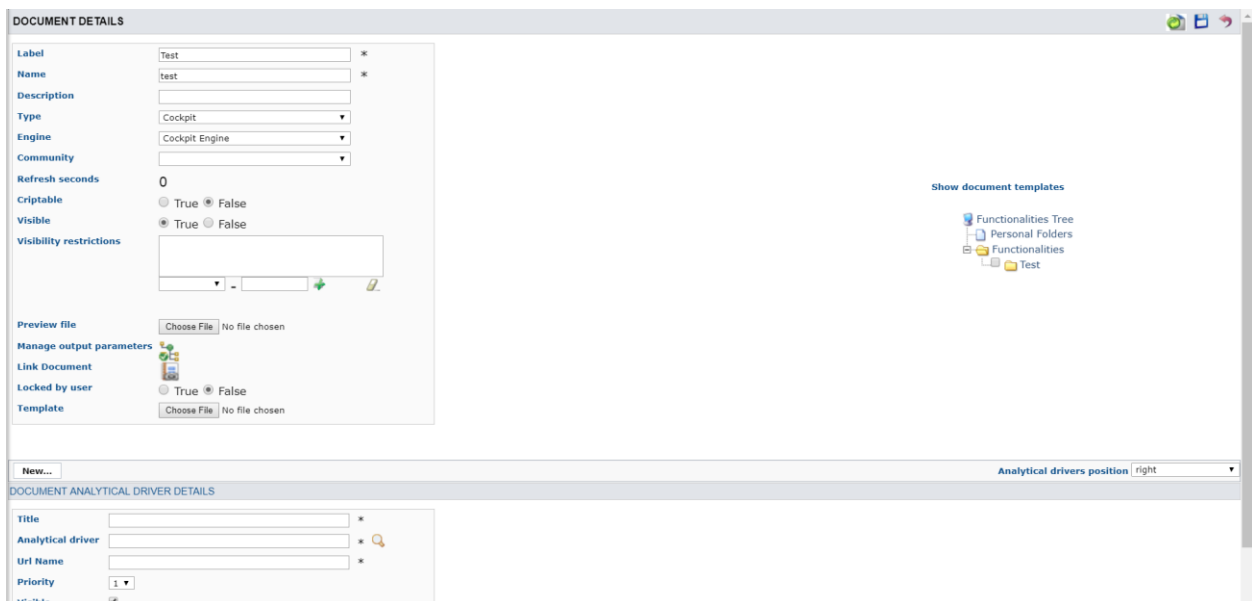 DOCUMENT DETAILS
Label Test *
Name test *
Description
Type Cockpit
Engine Cockpit Engine
Community
Refresh seconds 0
Criptable True False
Visible True False
Visibility restrictions
-
Preview file Choose File No file chosen
Manage output parameters
Link Document
Locked by user True False
Template Choose File No file chosen
Show document templates
Functionalities Tree
Personal Folders
Functionalities
Test
New... Analytical drivers position right
DOCUMENT ANALYTICAL DRIVER DETAILS
Title *
Analytical driver *
Url Name *
Priority 1
Visible